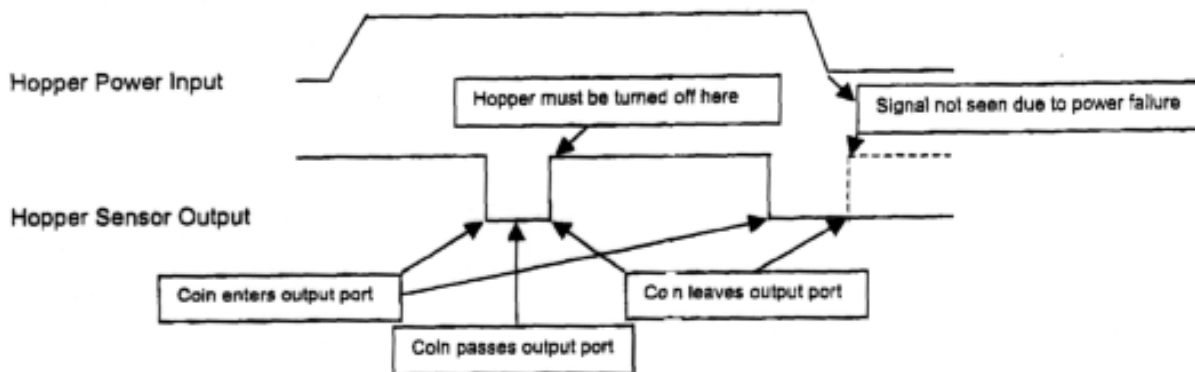 Hopper Power Input
Hopper must be turned off here
Signal not seen due to power failure
Hopper Sensor Output
Coin enters output port
Co n leaves output port
Coin passes output port